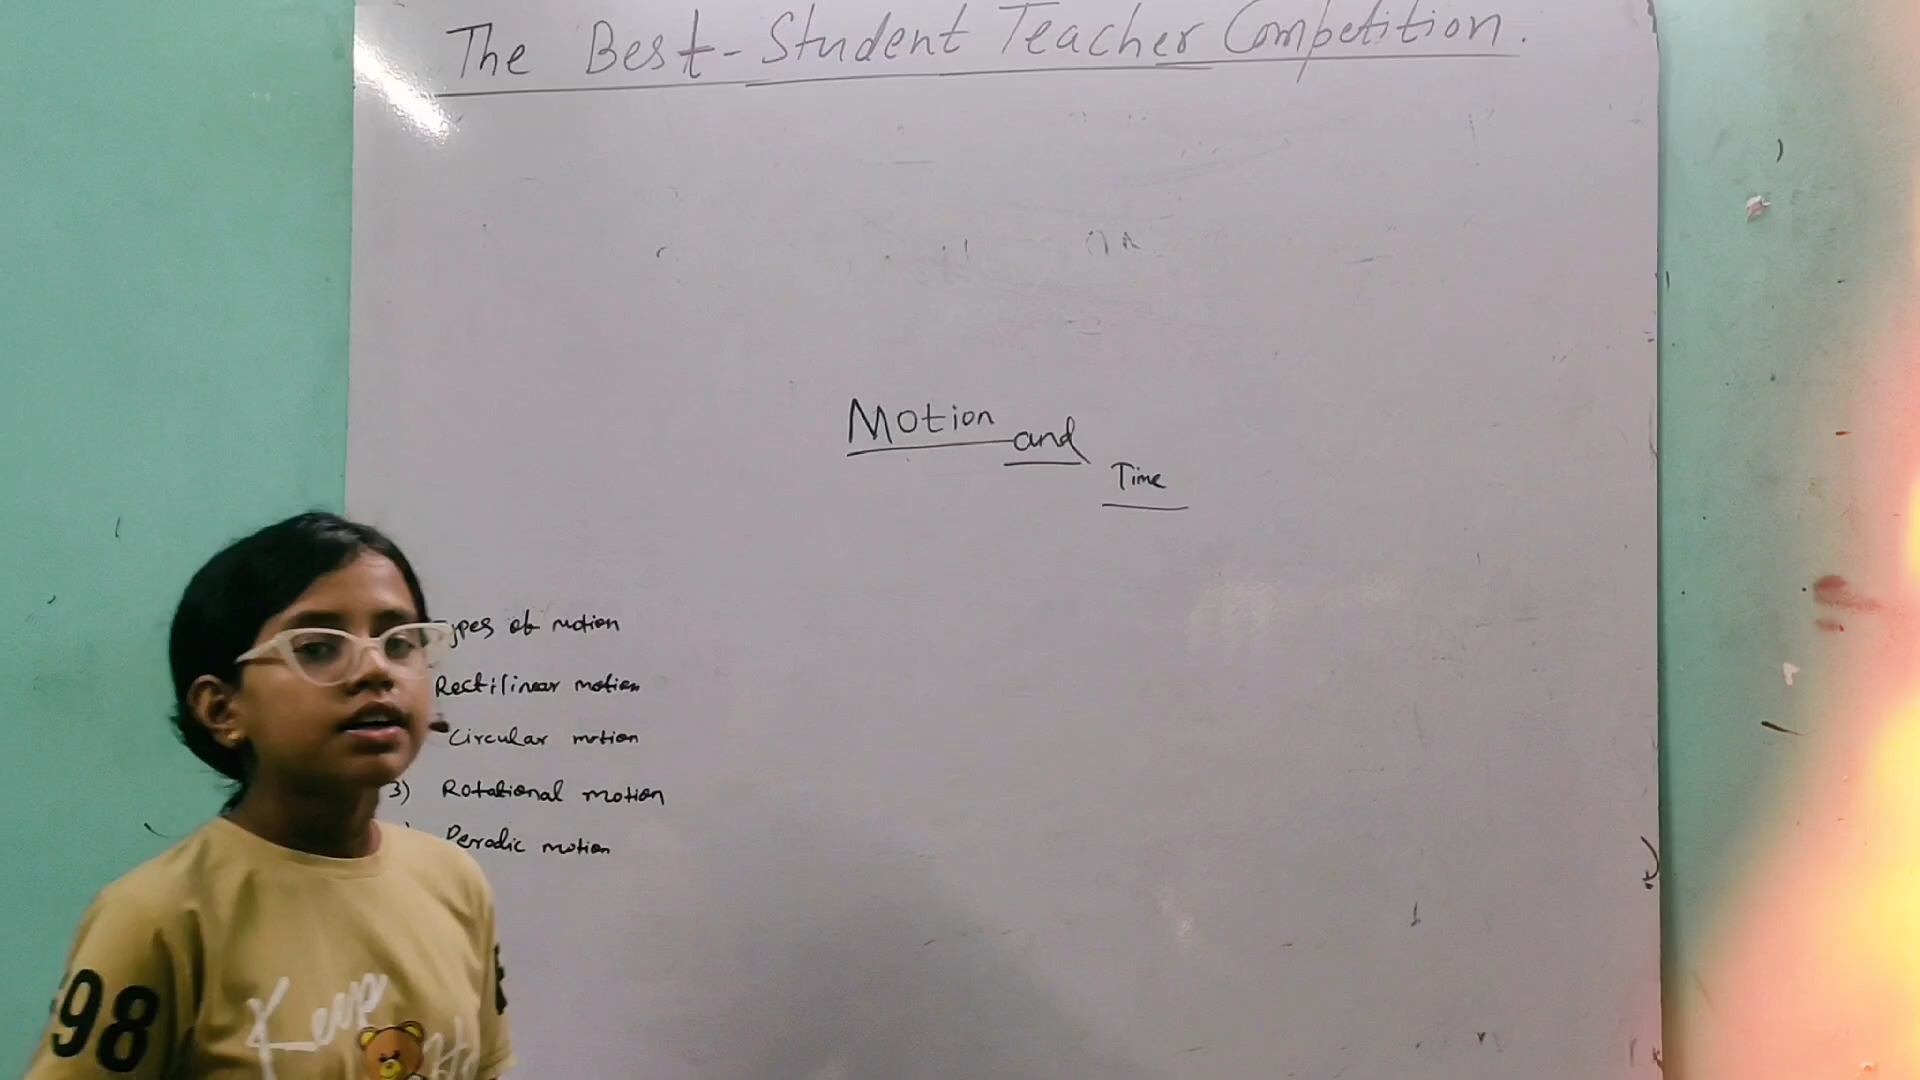 The Best-Student Teacher Competition.
Motion and Time
ypes of motion
Rectilinear motion
Circular motion
3) Rotational motion
Perodic motion
98
Keep